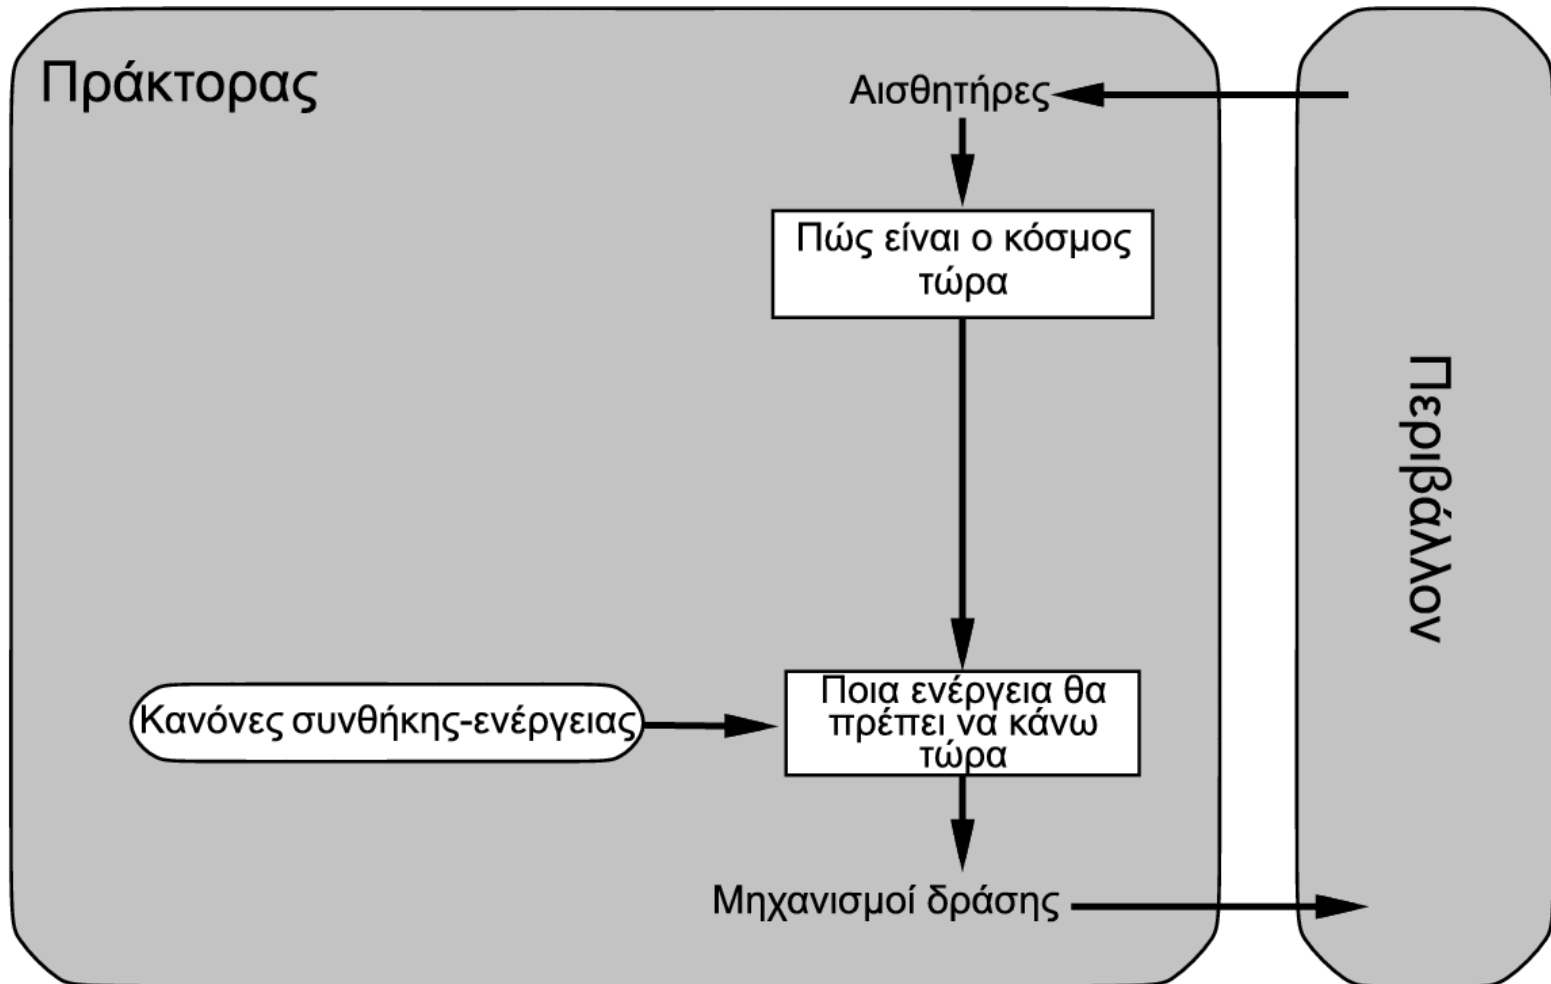 Πράκτορας
Αισθητήρες
Πώς είναι ο κόσμος
τώρα
Περιβάλλον
Κανόνες συνθήκης-ενέργειας
Ποια ενέργεια θα
πρέπει να κάνω
τώρα
Μηχανισμοί δράσης